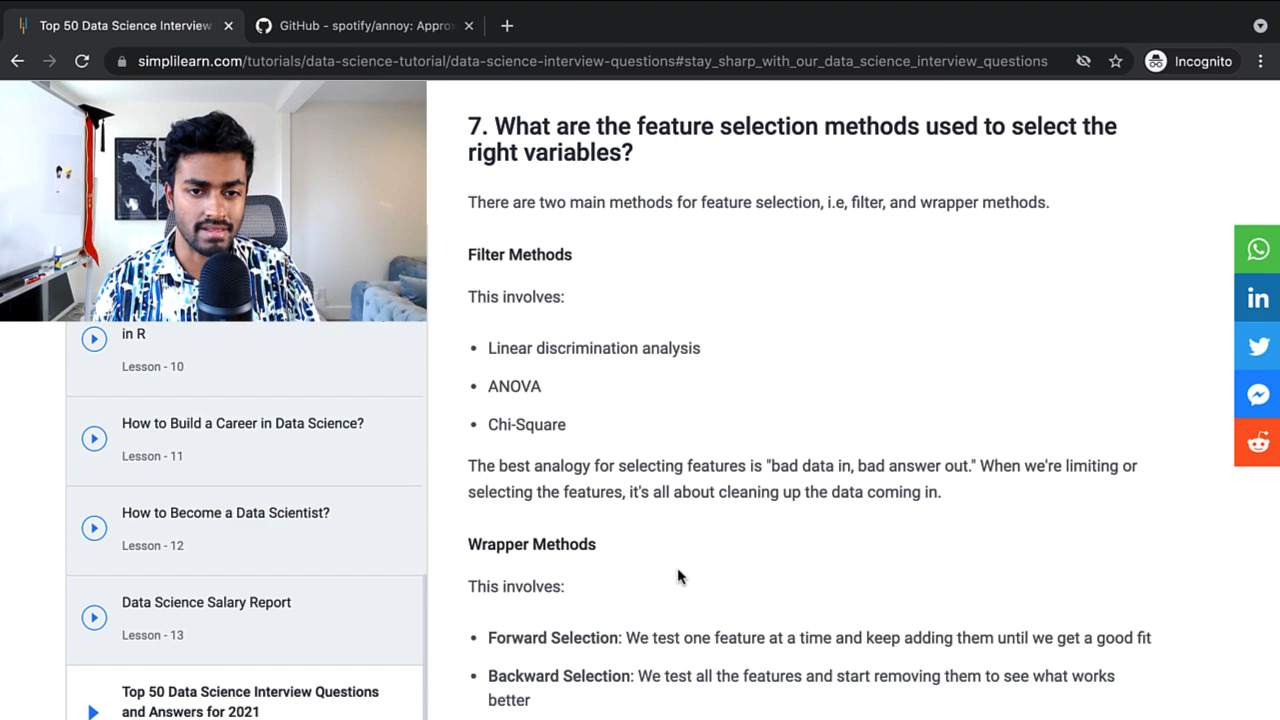 Top 50 Data Science Interview
GitHub - spotify/annoy: Appro
simplilearn.com/tutorials/data-science-tutorial/data-science-interview-questions#stay_sharp_with_our_data_science_interview_questions
Incognito
in R
Lesson - 10
How to Build a Career in Data Science?
Lesson - 11
How to Become a Data Scientist?
Lesson - 12
Data Science Salary Report
Lesson - 13
Top 50 Data Science Interview Questions
and Answers for 2021
7. What are the feature selection methods used to select the
right variables?
There are two main methods for feature selection, i.e, filter, and wrapper methods.
Filter Methods
This involves:
• Linear discrimination analysis
• ANOVA
• Chi-Square
The best analogy for selecting features is "bad data in, bad answer out." When we're limiting or
selecting the features, it's all about cleaning up the data coming in.
Wrapper Methods
This involves:
• Forward Selection: We test one feature at a time and keep adding them until we get a good fit
• Backward Selection: We test all the features and start removing them to see what works
better
in